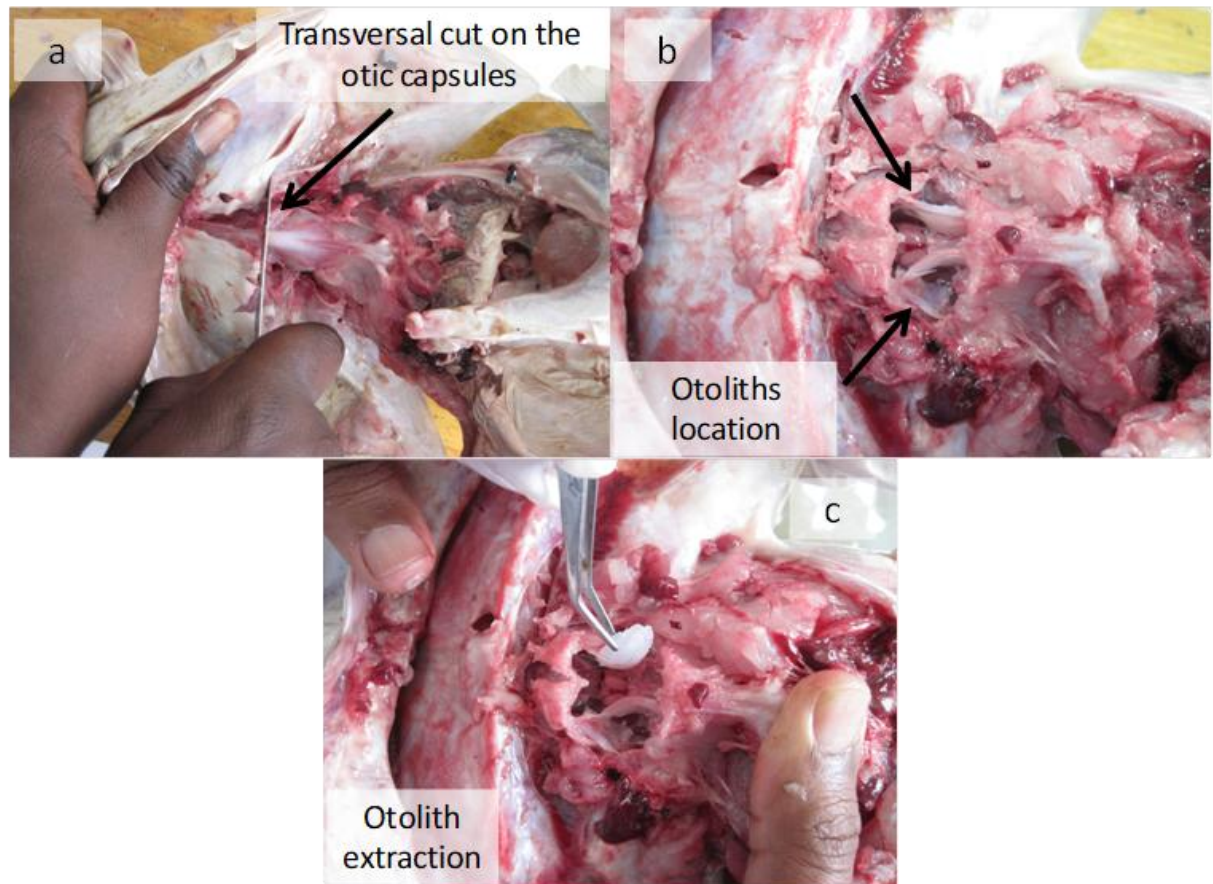 a
Transversal cut on the
otic capsules
b
Otoliths
location
c
Otolith
extraction